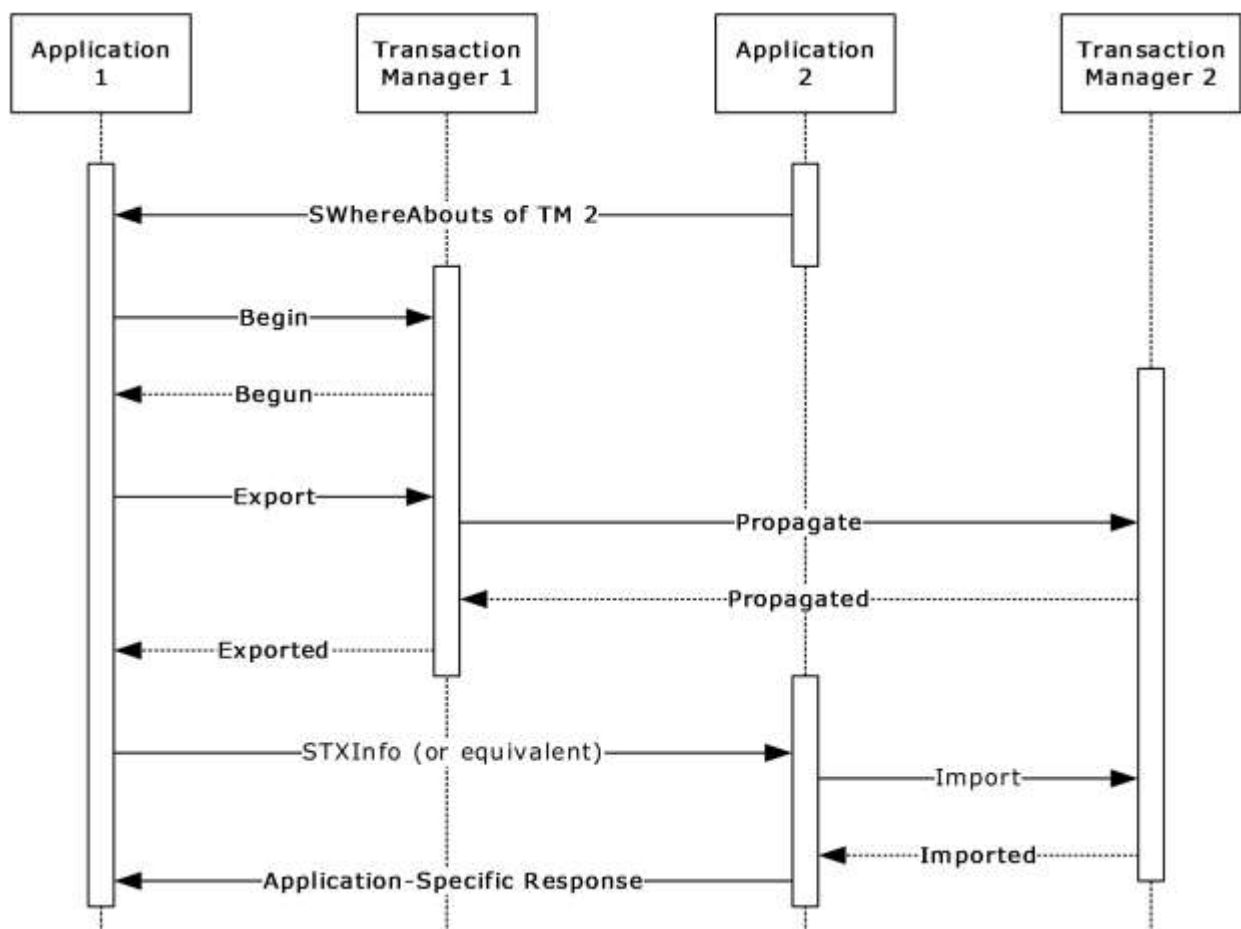 Application
1
Transaction
Manager 1
Application
2
Transaction
Manager 2
SWhereAbouts of TM 2
Begin
Begun
Export
Propagate
Propagated
Exported
STXInfo (or equivalent)
Import
Imported
Application-Specific Response